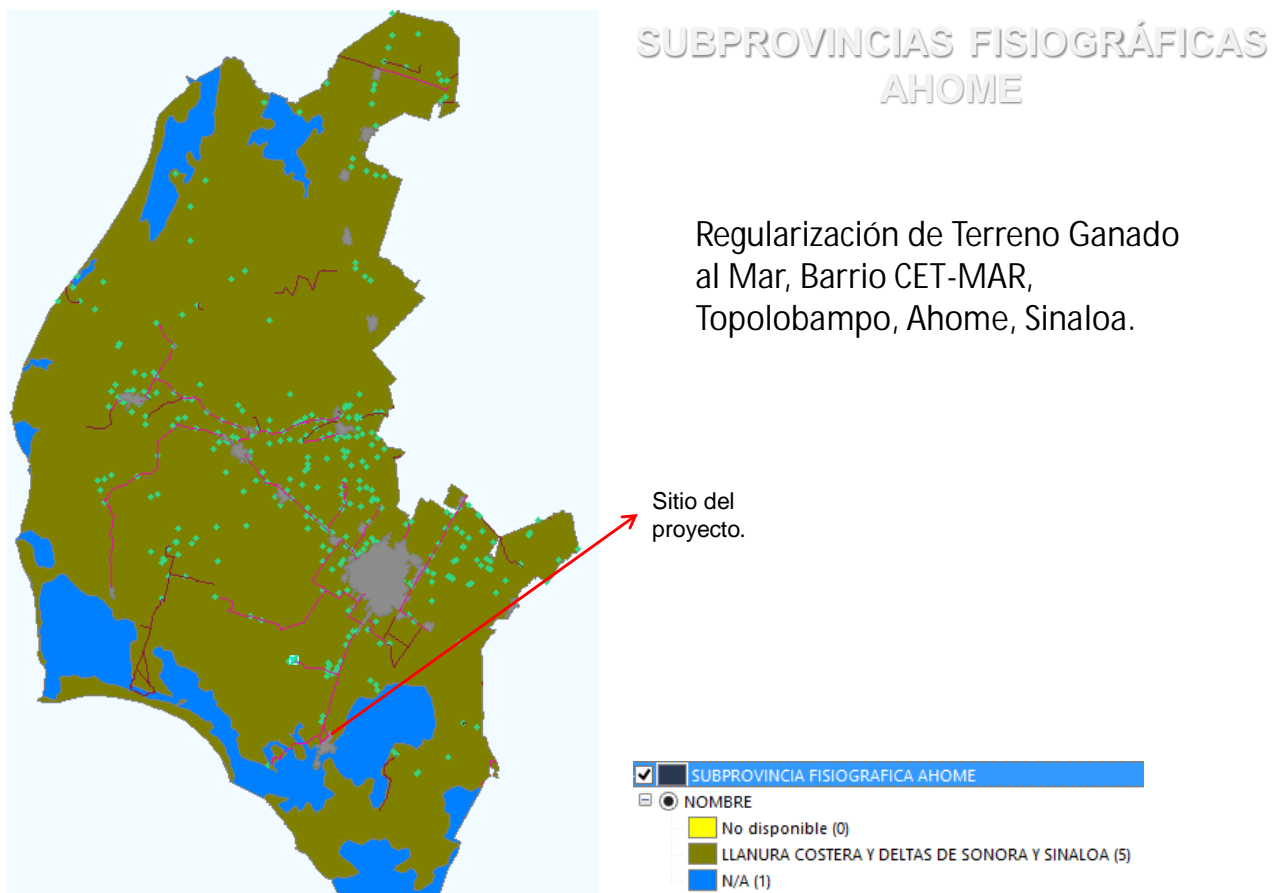 SUBPROVINCIAS FISIOGRÁFICAS
AHOME
Regularización de Terreno Ganado
al Mar, Barrio CET-MAR,
Topolobampo, Ahome, Sinaloa.
Sitio del
proyecto.
SUBPROVINCIA FISIOGRAFICA AHOME
NOMBRE
No disponible (0)
LLANURA COSTERA Y DELTAS DE SONORA Y SINALOA (5)
N/A (1)